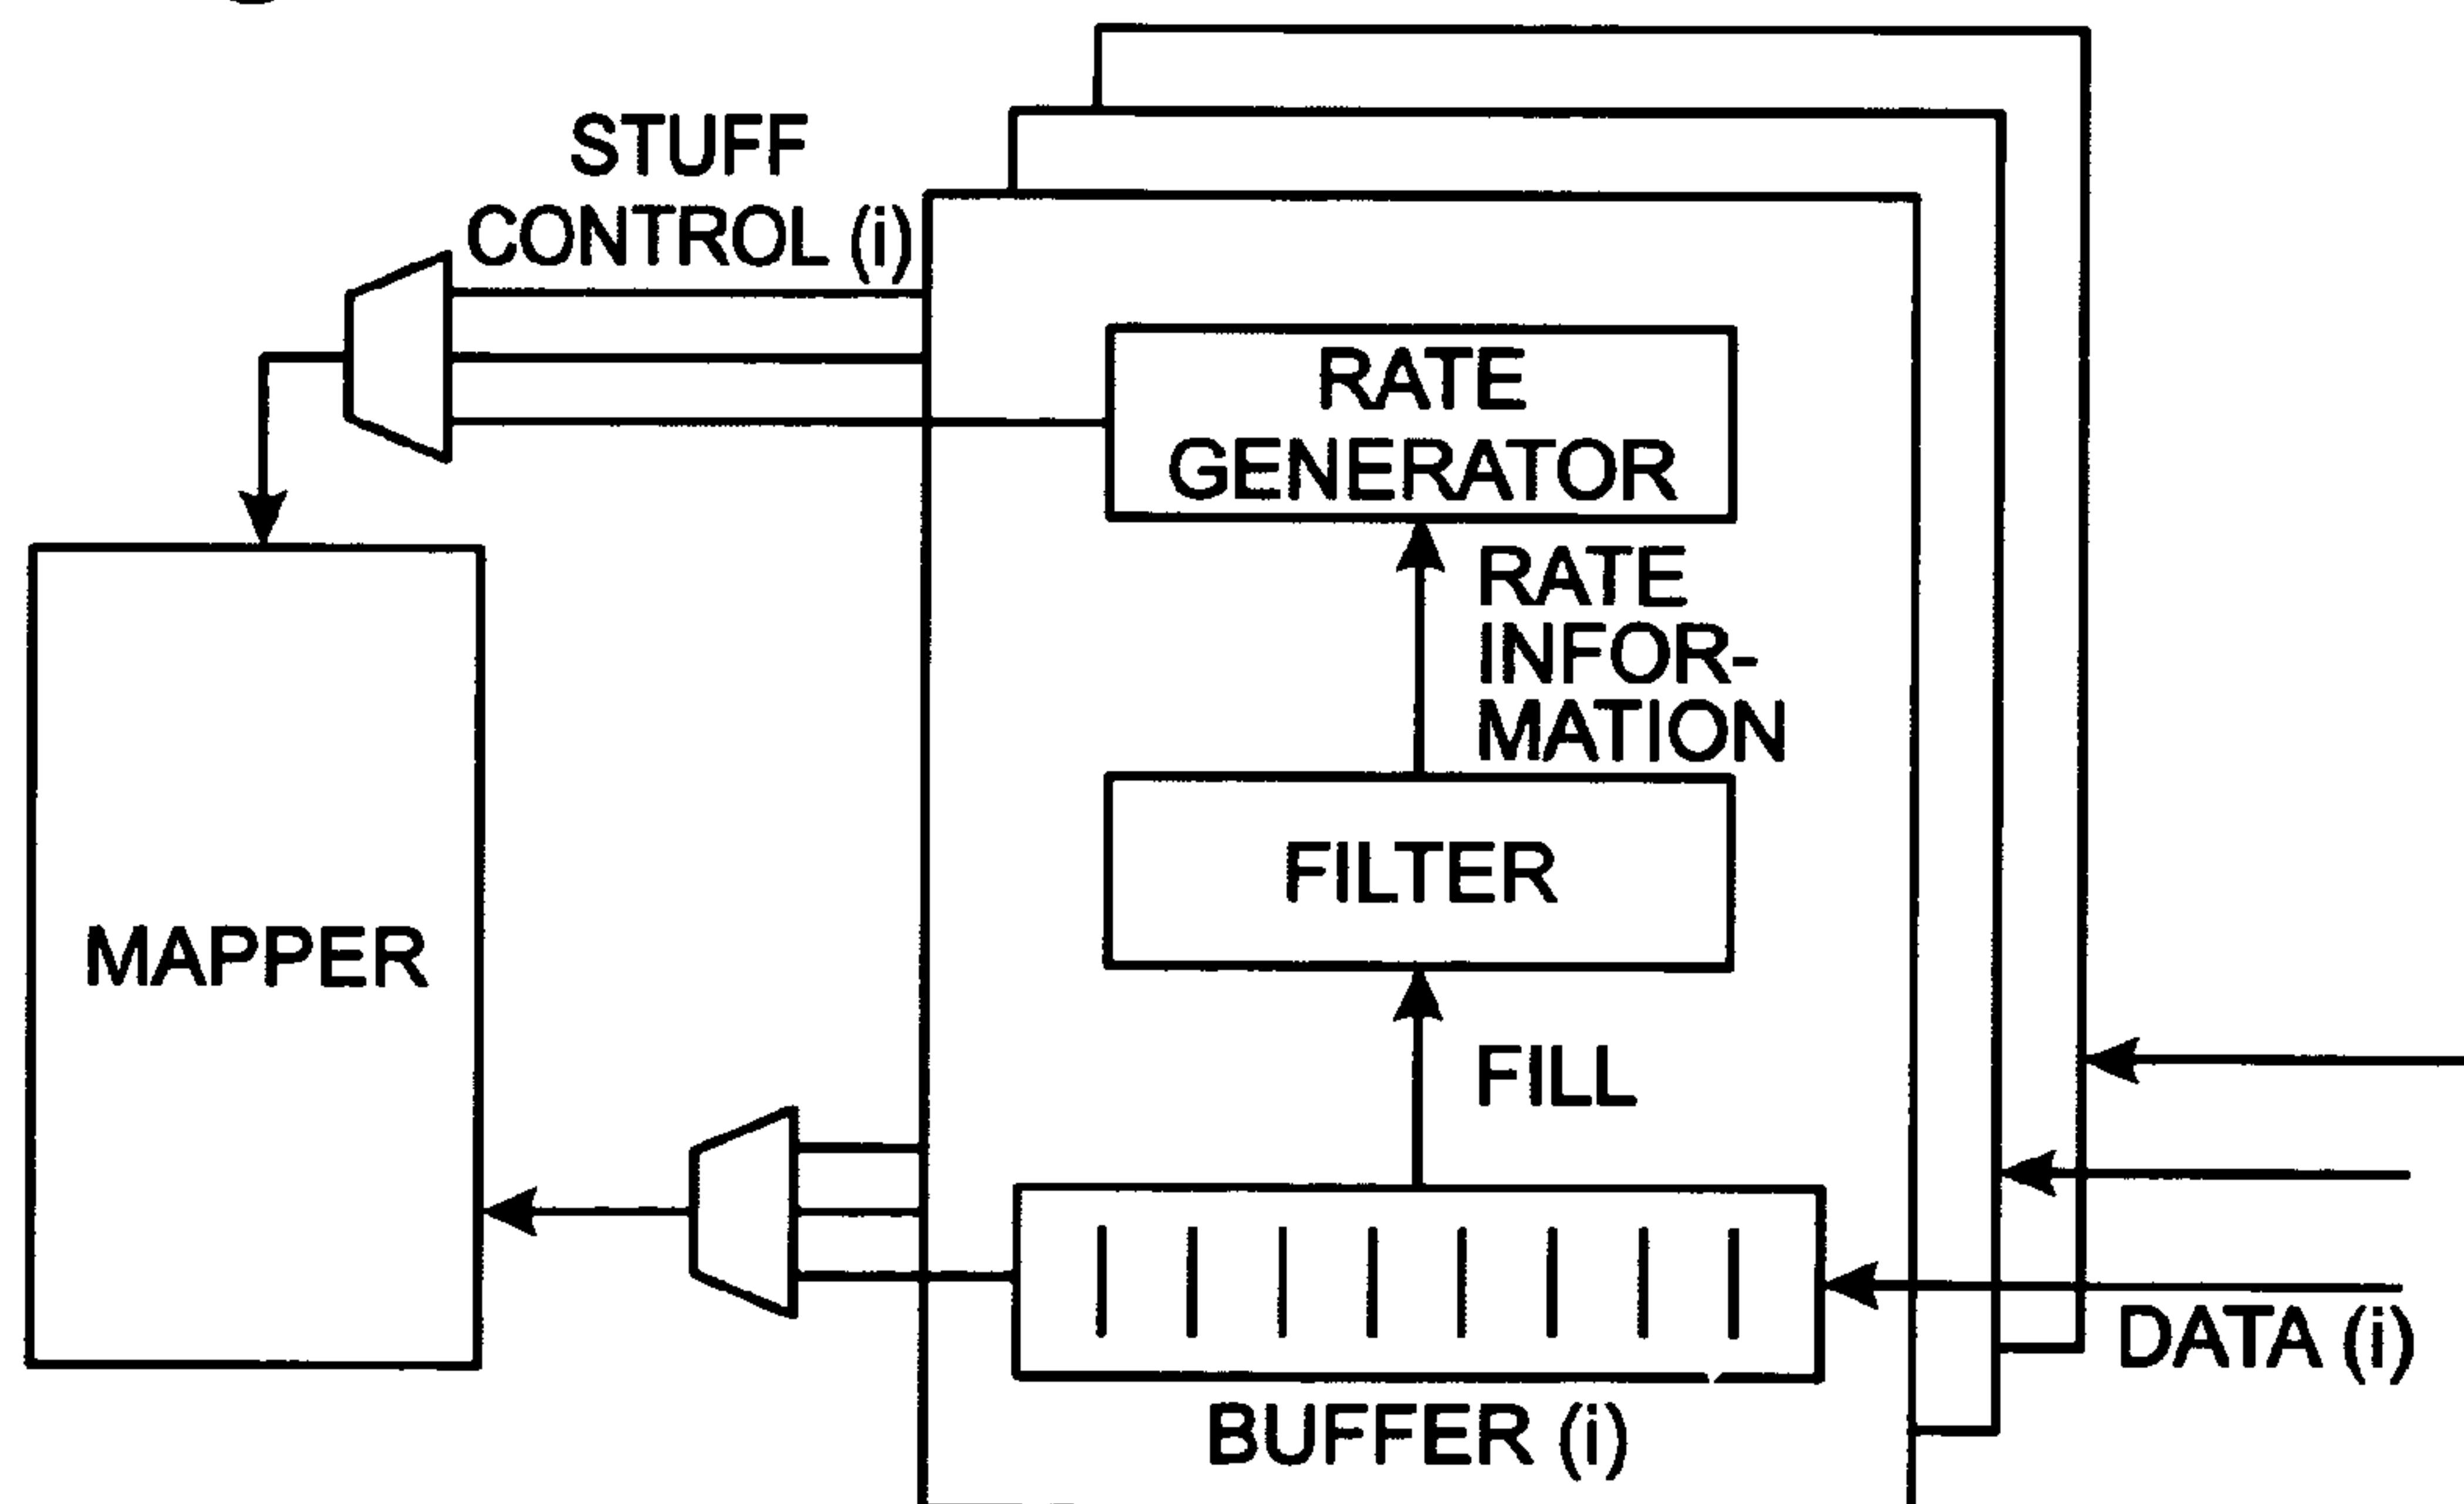 STUFF
CONTROL (i)
RATE
GENERATOR
RATE
INFOR-
MATION
FILTER
MAPPER
FILL
DATA (i)
BUFFER (i)